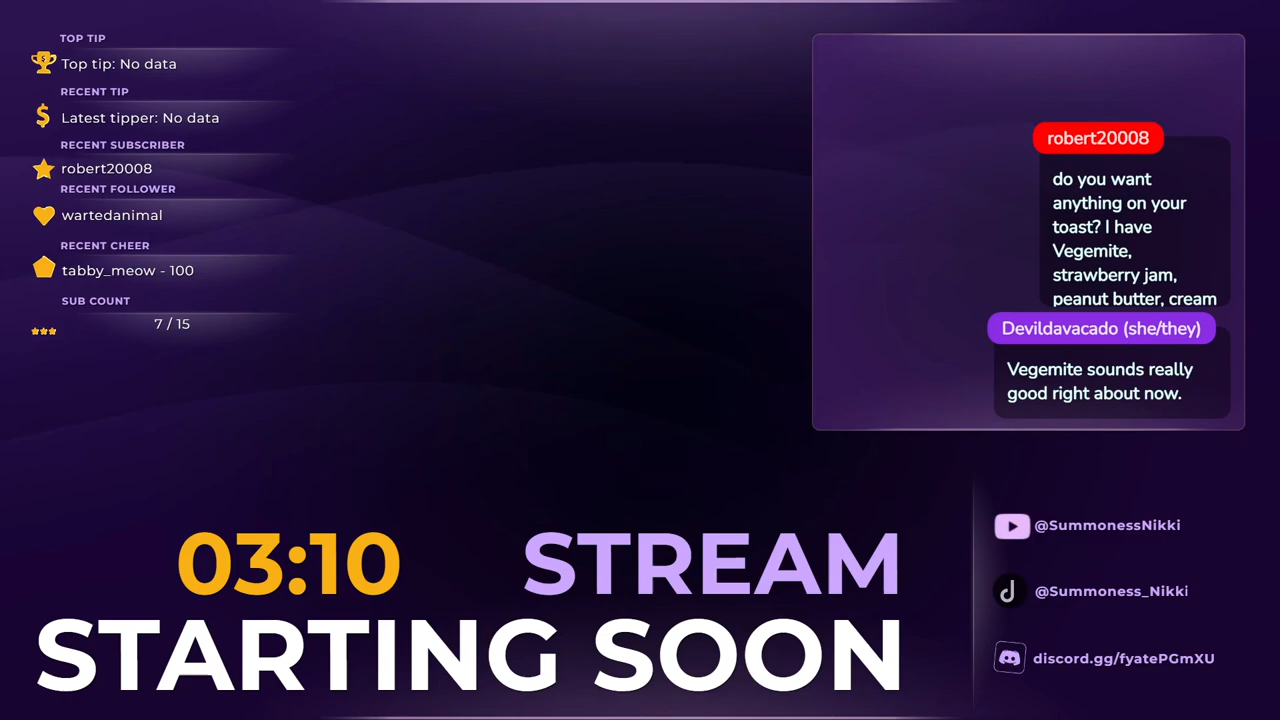 TOP TIP
Top tip: No data
RECENT TIP
Latest tipper: No data
RECENT SUBSCRIBER
robert20008
RECENT FOLLOWER
wartedanimal
RECENT CHEER
tabby_meow - 100
SUB COUNT
7 / 15
robert20008
do you want
anything on your
toast? I have
Vegemite,
strawberry jam,
peanut butter, cream
Devildavacado (she/they)
Vegemite sounds really
good right about now.
03:10 STREAM
STARTING SOON
@SummonessNikki
@Summoness_Nikki
discord.gg/fyatePGmXU